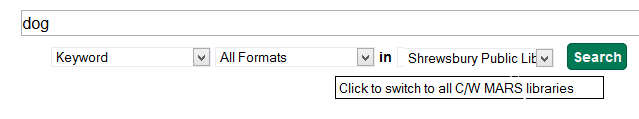 dog
Keyword All Formats in Shrewsbury Public Lib Search
Click to switch to all C/W MARS libraries